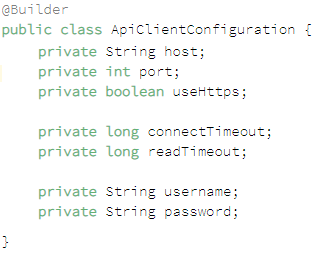 @Builder
public class ApiClientConfiguration {
private String host;
private int port;
private boolean useHttps;
private long connectTimeout;
private long readTimeout;
private String username;
private String password;
}